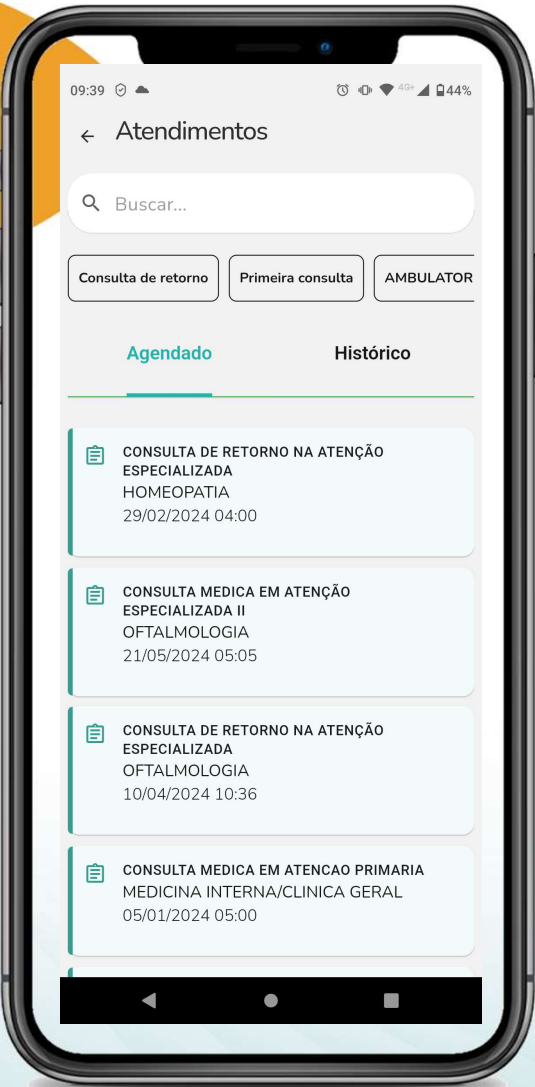 09:39 4G+ 44%
Atendimentos
Buscar...
Consulta de retorno Primeira consulta AMBULATOR
Agendado Histórico
CONSULTA DE RETORNO NA ATENÇÃO
ESPECIALIZADA
HOMEOPATIA
29/02/2024 04:00
CONSULTA MEDICA EM ATENÇÃO
ESPECIALIZADA II
OFTALMOLOGIA
21/05/2024 05:05
CONSULTA DE RETORNO NA ATENÇÃO
ESPECIALIZADA
OFTALMOLOGIA
10/04/2024 10:36
CONSULTA MEDICA EM ATENCAO PRIMARIA
MEDICINA INTERNA/CLINICA GERAL
05/01/2024 05:00